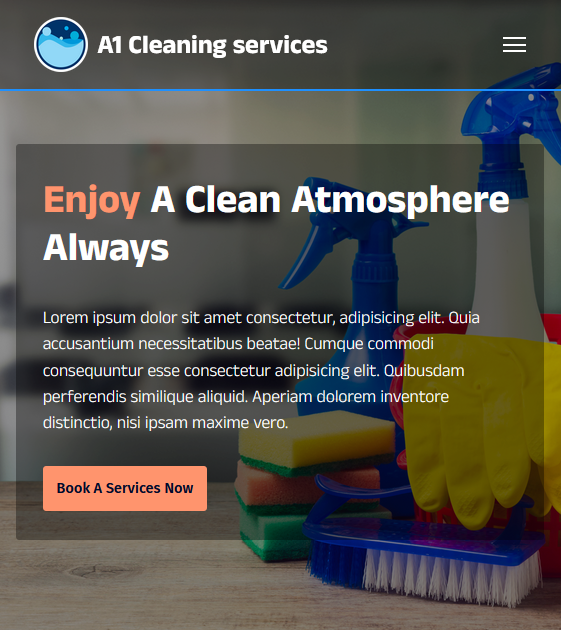 A1 Cleaning services
Enjoy A Clean Atmosphere
Always
Lorem ipsum dolor sit amet consectetur, adipisicing elit. Quia
accusantium necessitatibus beatae! Cumque commodi
consequuntur esse consectetur adipisicing elit. Quibusdam
perferendis similique aliquid. Aperiam dolorem inventore
distinctio, nisi ipsam maxime vero.
Book A Services Now